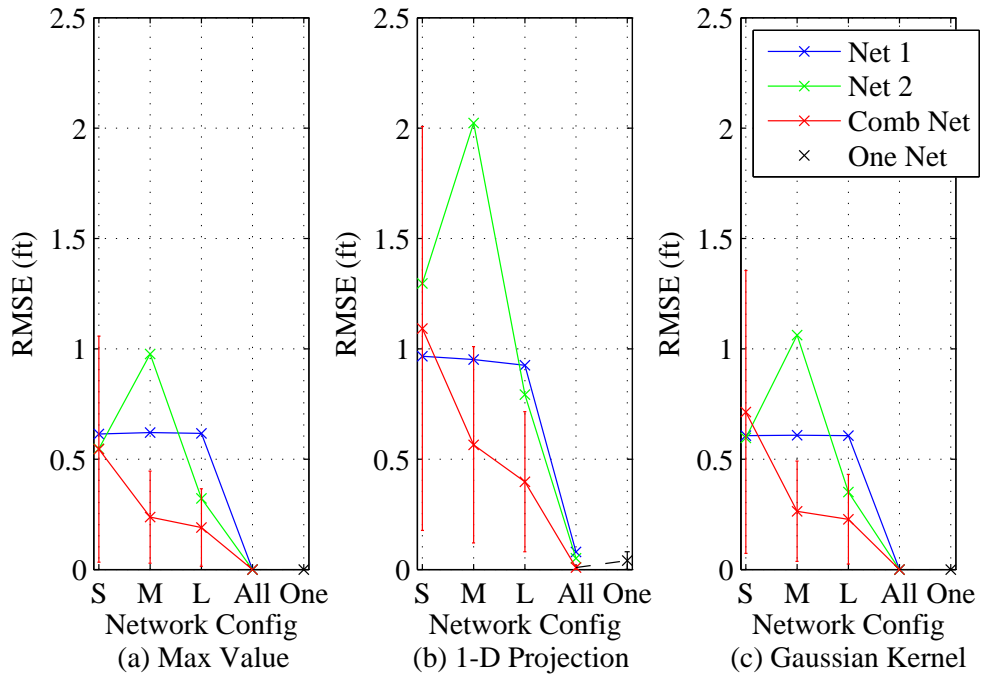 2.5
2
1.5
1
0.5
0
RMSE (ft)
S M L All One
Network Config
(a) Max Value
2.5
2
1.5
1
0.5
0
RMSE (ft)
S M L All One
Network Config
(b) 1-D Projection
2.5
2
1.5
1
0.5
0
RMSE (ft)
S M L All One
Network Config
(c) Gaussian Kernel
Net 1
Net 2
Comb Net
One Net